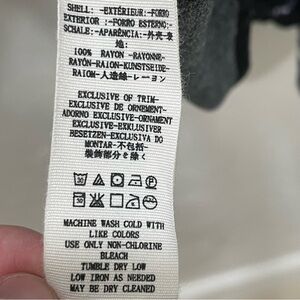 SHELL: -EXTÉRIEUR:-FORRO
EXTERIOR :-FORRO ESTERNO:-
SCHALE:-APARÊNCIA:-外壳-表
地:
100% RAYON -RAYONNE-
RAYÓN-RAION-KUNSTSEIDE-
RAIOM-人造絲-レーヨン
EXCLUSIVE OF TRIM-
EXCLUSIVE DE ORNEMENT-
ADORNO EXCLUSIVE-ORNAMENT
EXCLUSIVE-EXKLUSIVER
BESETZEN-EXCLUSIVA DO
MONTAR-不包括-
装飾部分を除く
MACHINE WASH COLD WITH
LIKE COLORS
USE ONLY NON-CHLORINE
BLEACH
TUMBLE DRY LOW
LOW IRON AS NEEDED
MAY BE DRY CLEANED